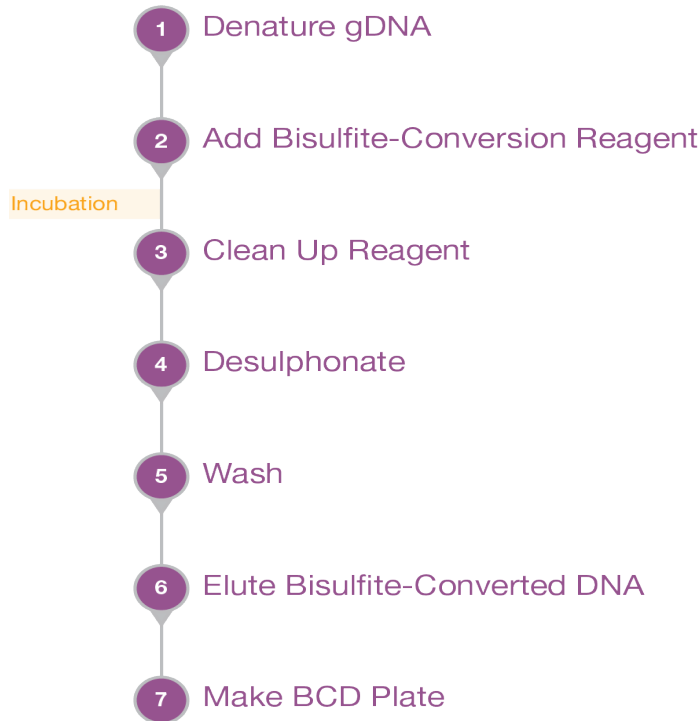 1 Denature gDNA
2 Add Bisulfite-Conversion Reagent
Incubation
3 Clean Up Reagent
4 Desulphonate
5 Wash
6 Elute Bisulfite-Converted DNA
7 Make BCD Plate